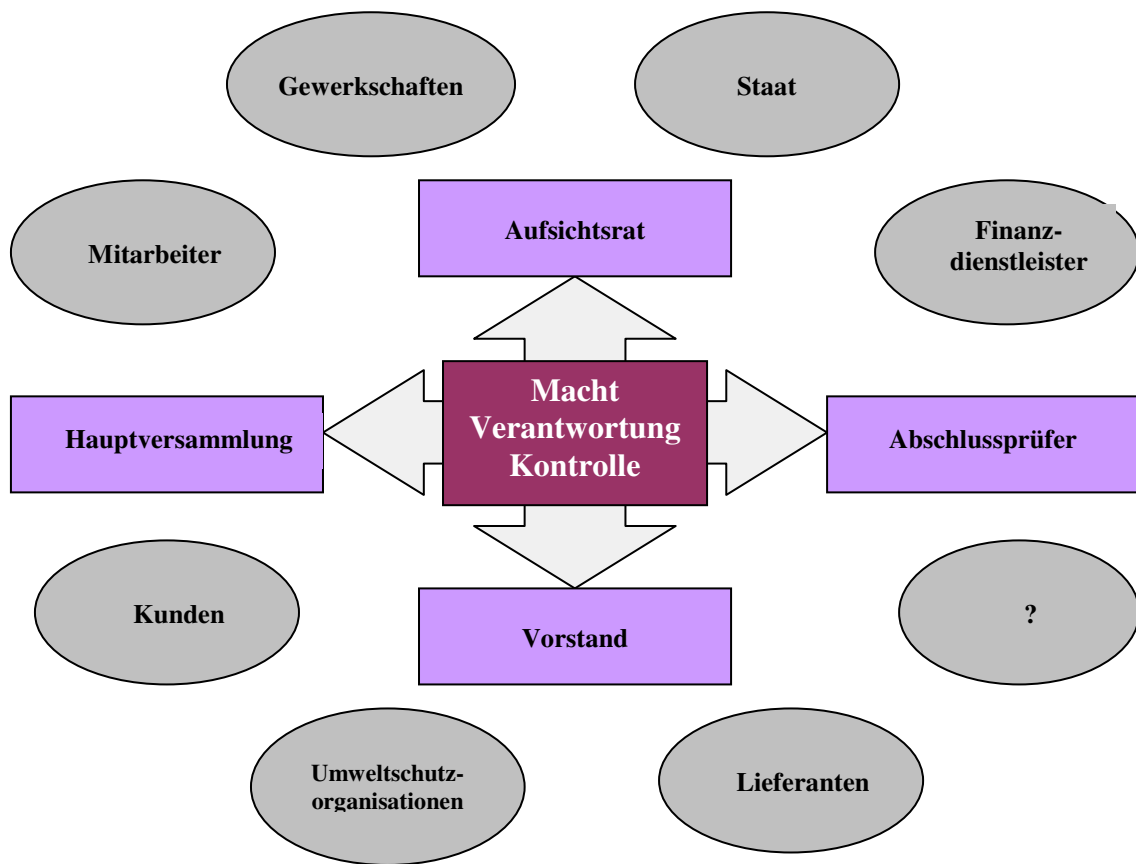 Gewerkschaften
Staat
Mitarbeiter
Aufsichtsrat
Finanz-
dienstleister
Hauptversammlung
Macht
Verantwortung
Kontrolle
Abschlussprüfer
Kunden
Vorstand
?
Umweltschutz-
organisationen
Lieferanten